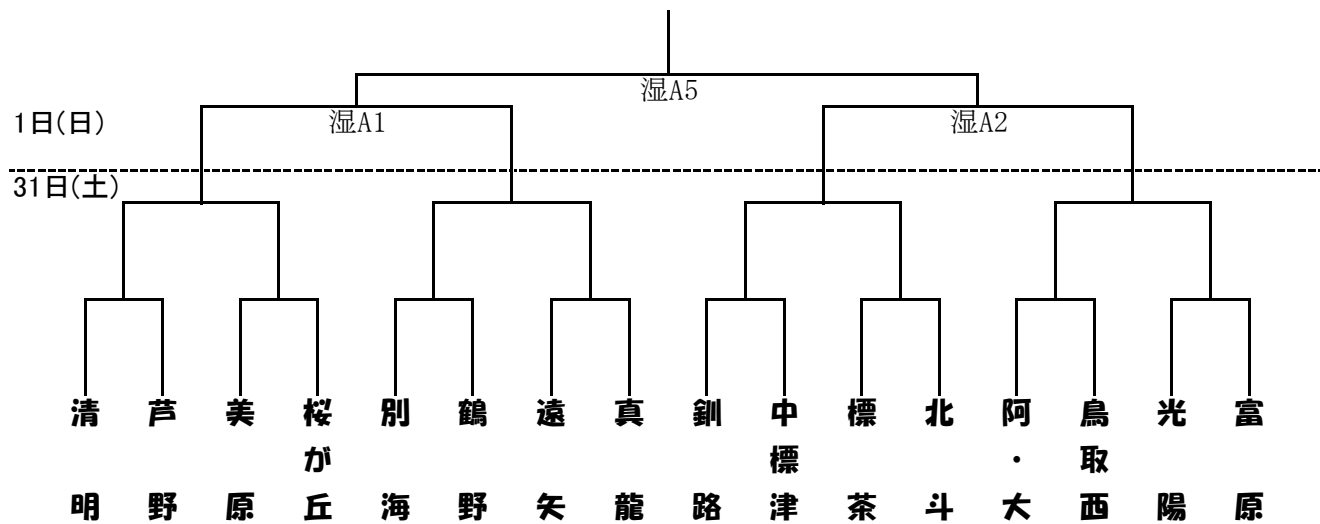 湿A5
1日(日)
湿A1
湿A2
31日(土)
清明
芦野
美原
桜が丘
別海
鶴野
遠矢
真龍
釧路
中標津
標茶
北斗
阿・大
鳥取西
光陽
富原